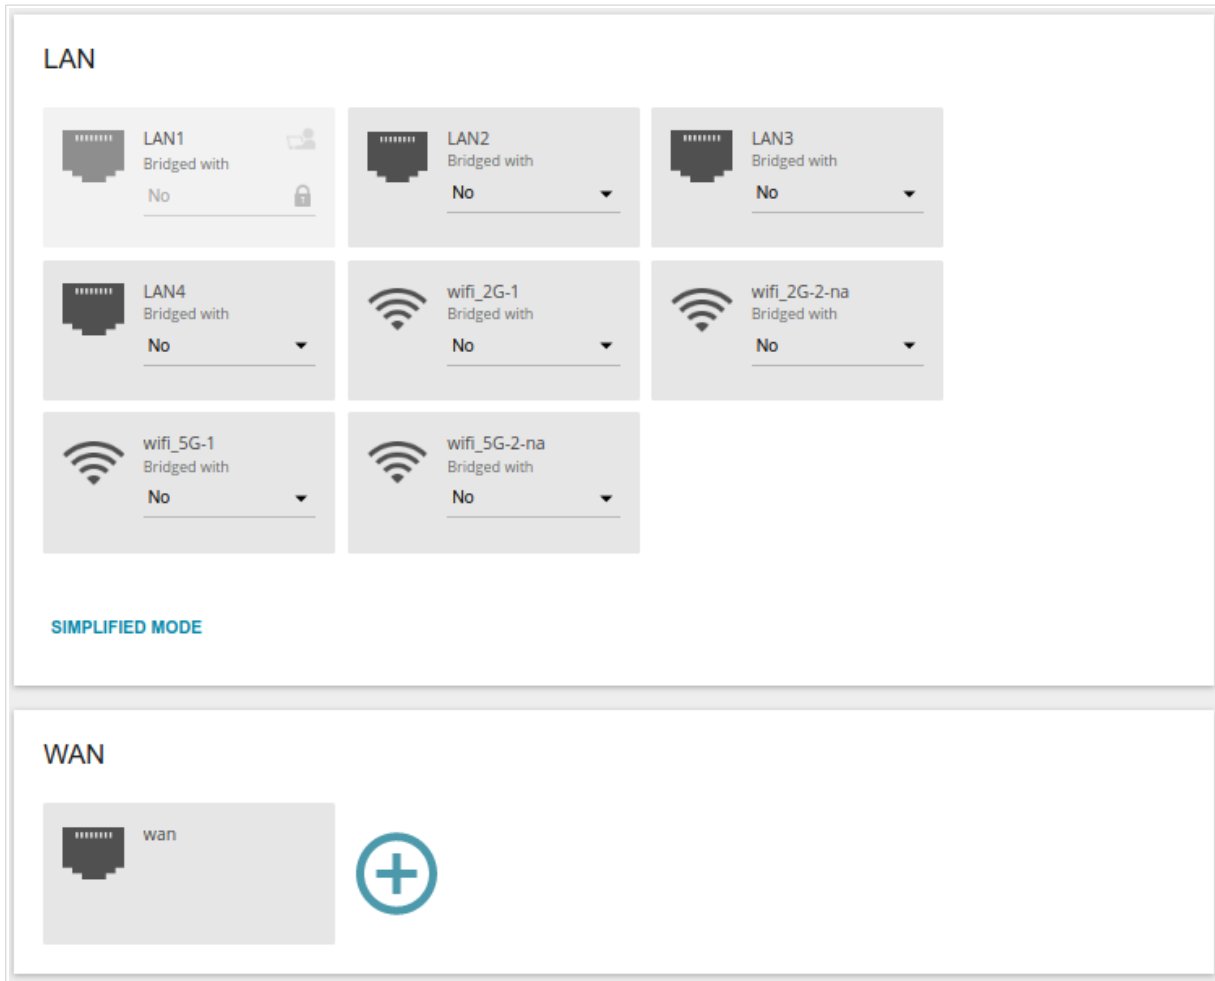 LAN
LAN1
Bridged with
No
LAN2
Bridged with
No
LAN3
Bridged with
No
LAN4
Bridged with
No
wifi_2G-1
Bridged with
No
wifi_2G-2-na
Bridged with
No
wifi_5G-1
Bridged with
No
wifi_5G-2-na
Bridged with
No
SIMPLIFIED MODE
WAN
wan